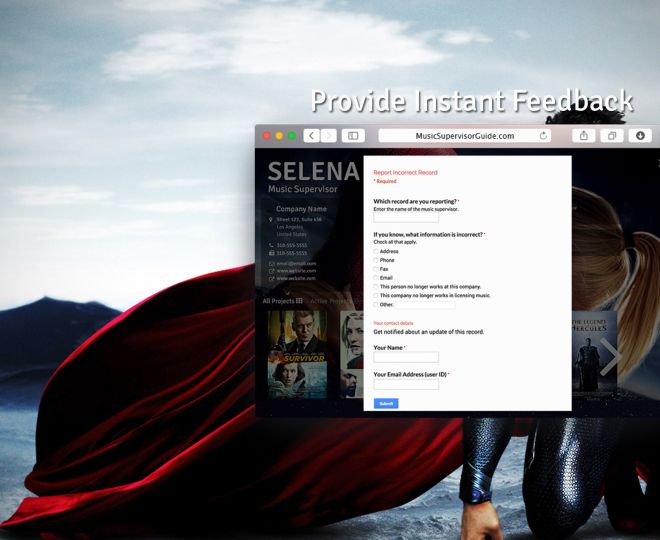 Provide Instant Feedback
MusicSupervisorGuide.com
SELENA
Music Supervisor
Company Name
Street 123, Suite 456
Los Angeles
United States
310-555-5555
310-555-5555
email@email.com
www.website.com
www.website.com
All Projects
Active Projects
SURVIVOR
THE LEGEND
HERCULES
Report Incorrect Record
* Required
Which record are you reporting? *
Enter the name of the music supervisor.
If you know, what information is incorrect? *
Check all that apply.
Address
Phone
Fax
Email
This person no longer works at this company.
This company no longer works in licensing music.
Other:
Your contact details
Get notified about an update of this record.
Your Name *
Your Email Address (user ID) *
Submit